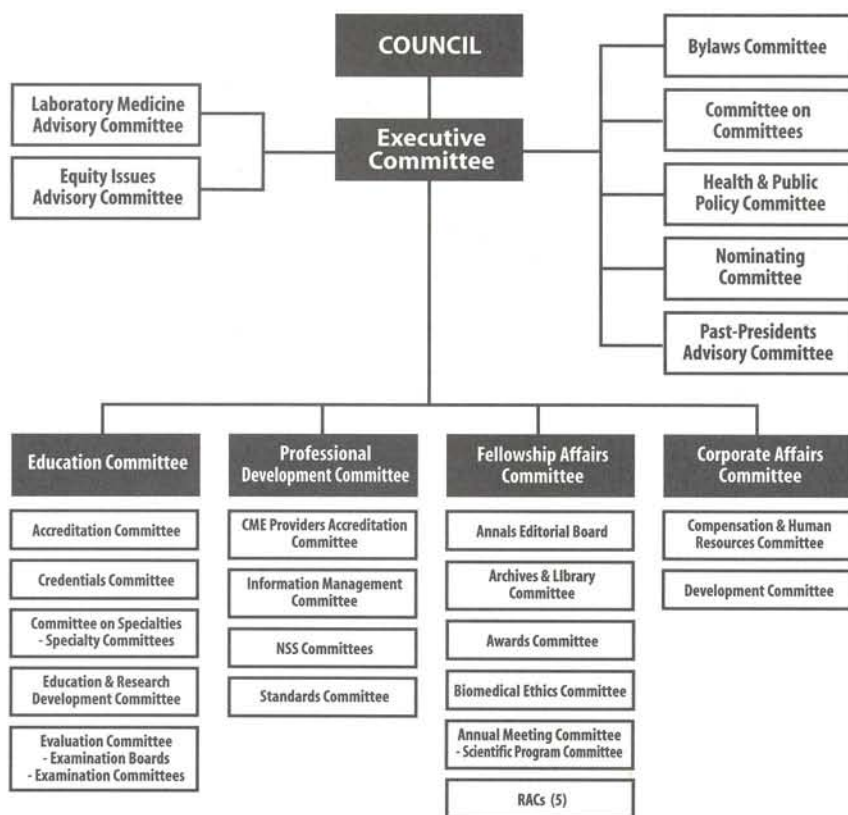 COUNCIL
Executive
Committee
Laboratory Medicine
Advisory Committee
Equity Issues
Advisory Committee
Bylaws Committee
Committee on
Committees
Health & Public
Policy Committee
Nominating
Committee
Past-Presidents
Advisory Committee
Education Committee
Accreditation Committee
Credentials Committee
Committee on Specialties
- Specialty Committees
Education & Research
Development Committee
Evaluation Committee
- Examination Boards
- Examination Committees
Professional
Development Committee
CME Providers Accreditation
Committee
Information Management
Committee
NSS Committees
Standards Committee
Fellowship Affairs
Committee
Annals Editorial Board
Archives & LIbrary
Committee
Awards Committee
Biomedical Ethics Committee
Annual Meeting Committee
- Scientific Program Committee
RACs (5)
Corporate Affairs
Committee
Compensation & Human
Resources Committee
Development Committee